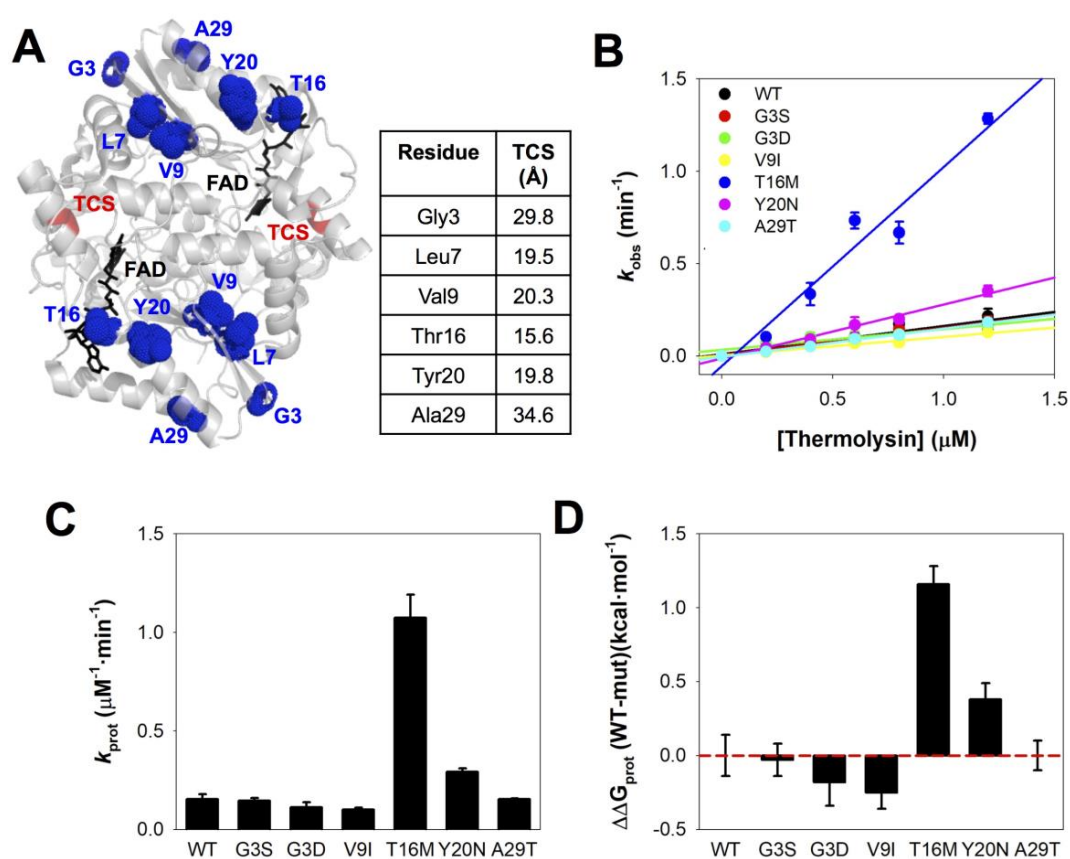 A
A29
G3
Y20
T16
L7
V9
FAD
TCS
TCS
FAD
V9
T16
Y20
L7
G3
A29
Residue TCS (Å)
Gly3 29.8
Leu7 19.5
Val9 20.3
Thr16 15.6
Tyr20 19.8
Ala29 34.6
B
1.5
1.0
0.5
0.0
k_obs (min⁻¹)
WT
G3S
G3D
V9I
T16M
Y20N
A29T
0.0 0.5 1.0 1.5
[Thermolysin] (μM)
C
1.5
1.0
0.5
0.0
k_prot (μM⁻¹·min⁻¹)
WT G3S G3D V9I T16M Y20N A29T
D
1.5
1.0
0.5
0.0
-0.5
ΔΔG_prot (WT-mut)(kcal·mol⁻¹)
WT G3S G3D V9I T16M Y20N A29T